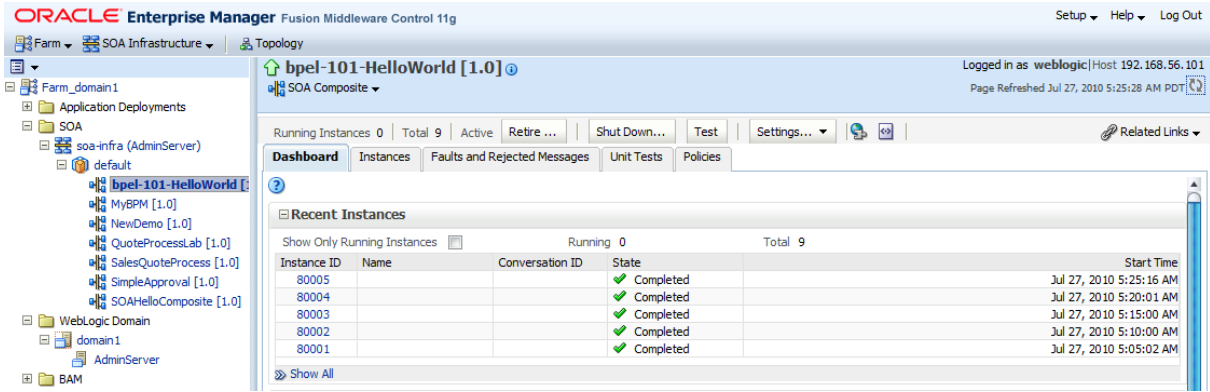 ORACLE Enterprise Manager Fusion Middleware Control 11g
Setup Help Log Out
Farm SOA Infrastructure Topology
Farm_domain1
Application Deployments
SOA
soa-infra (AdminServer)
default
bpel-101-HelloWorld [1
MyBPM [1.0]
NewDemo [1.0]
QuoteProcessLab [1.0]
SalesQuoteProcess [1.0]
SimpleApproval [1.0]
SOAHelloComposite [1.0]
WebLogic Domain
domain1
AdminServer
BAM
bpel-101-HelloWorld [1.0]
SOA Composite
Logged in as weblogic|Host 192.168.56.101
Page Refreshed Jul 27, 2010 5:25:28 AM PDT
Running Instances 0 Total 9 Active Retire ... Shut Down... Test Settings... Related Links
Dashboard Instances Faults and Rejected Messages Unit Tests Policies
Recent Instances
Show Only Running Instances Running 0 Total 9
Instance ID Name Conversation ID State Start Time
80005 Completed Jul 27, 2010 5:25:16 AM
80004 Completed Jul 27, 2010 5:20:01 AM
80003 Completed Jul 27, 2010 5:15:00 AM
80002 Completed Jul 27, 2010 5:10:00 AM
80001 Completed Jul 27, 2010 5:05:02 AM
Show All